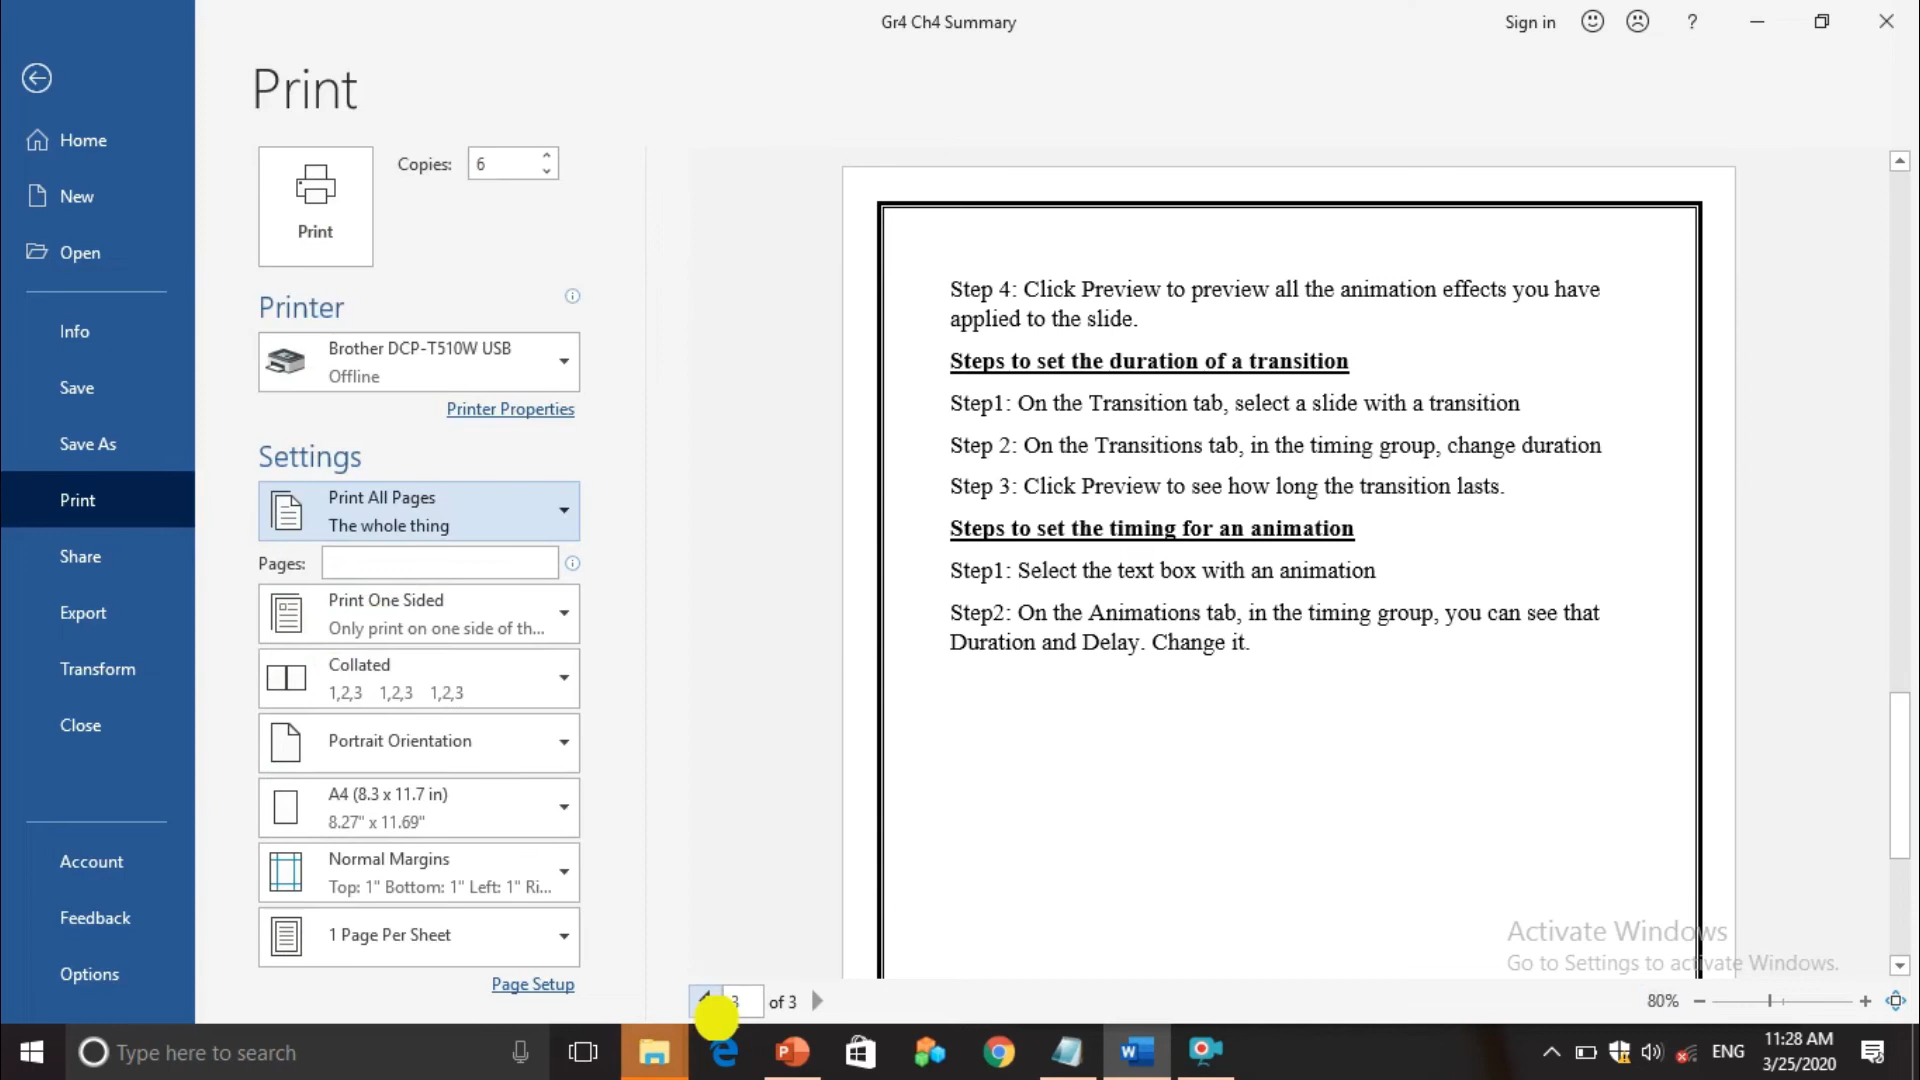 Gr4 Ch4 Summary
Sign in
?
Print
Home
New
Open
Info
Save
Save As
Print
Share
Export
Transform
Close
Account
Feedback
Options
Print
Copies: 6
Printer
Brother DCP-T510W USB
Offline
Printer Properties
Settings
Print All Pages
The whole thing
Pages:
Print One Sided
Only print on one side of th...
Collated
1,2,3 1,2,3 1,2,3
Portrait Orientation
A4 (8.3 x 11.7 in)
8.27" x 11.69"
Normal Margins
Top: 1" Bottom: 1" Left: 1" Ri...
1 Page Per Sheet
Page Setup
Step 4: Click Preview to preview all the animation effects you have
applied to the slide.
Steps to set the duration of a transition
Step1: On the Transition tab, select a slide with a transition
Step 2: On the Transitions tab, in the timing group, change duration
Step 3: Click Preview to see how long the transition lasts.
Steps to set the timing for an animation
Step1: Select the text box with an animation
Step2: On the Animations tab, in the timing group, you can see that
Duration and Delay. Change it.
Activate Windows
Go to Settings to activate Windows.
3 of 3
80%
Type here to search
ENG
11:28 AM
3/25/2020